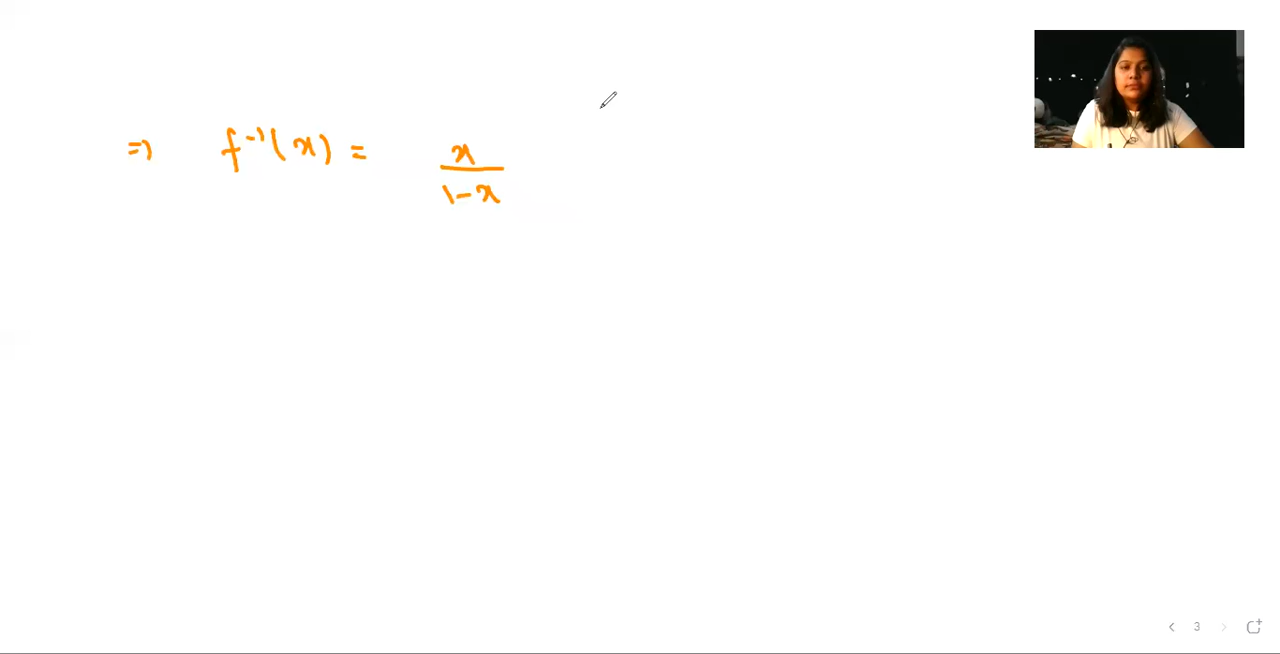 ⇒ f⁻¹(x) = x/(1-x)
3